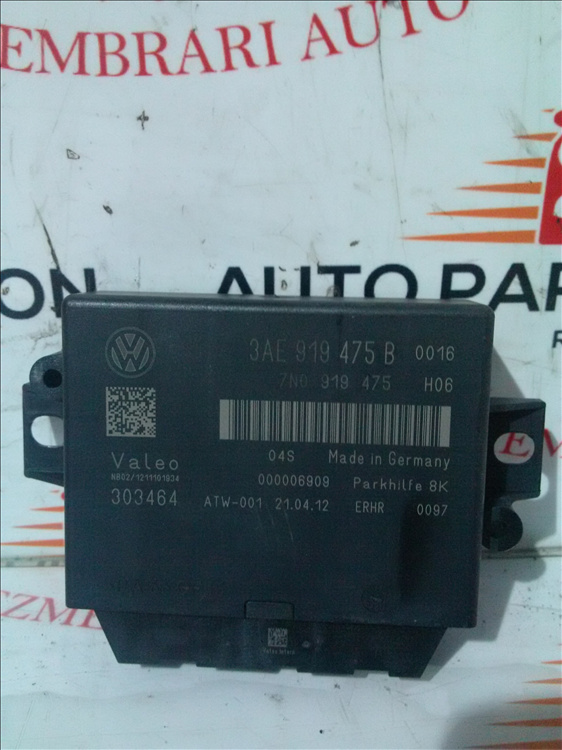 EMBRARI AUTO
ON AUTO PAR
R
3AE 919 475 B 0016
7N0 919 475 H06
04S Made in Germany
Valeo
000006909 Parkhilfe 8K
303464 ATW-001 21.04.12 ERHR 0097
EZME